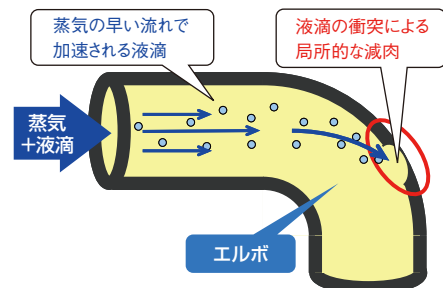 蒸気の早い流れで
加速される液滴
液滴の衝突による
局所的な減肉
蒸気
+液滴
エルボ